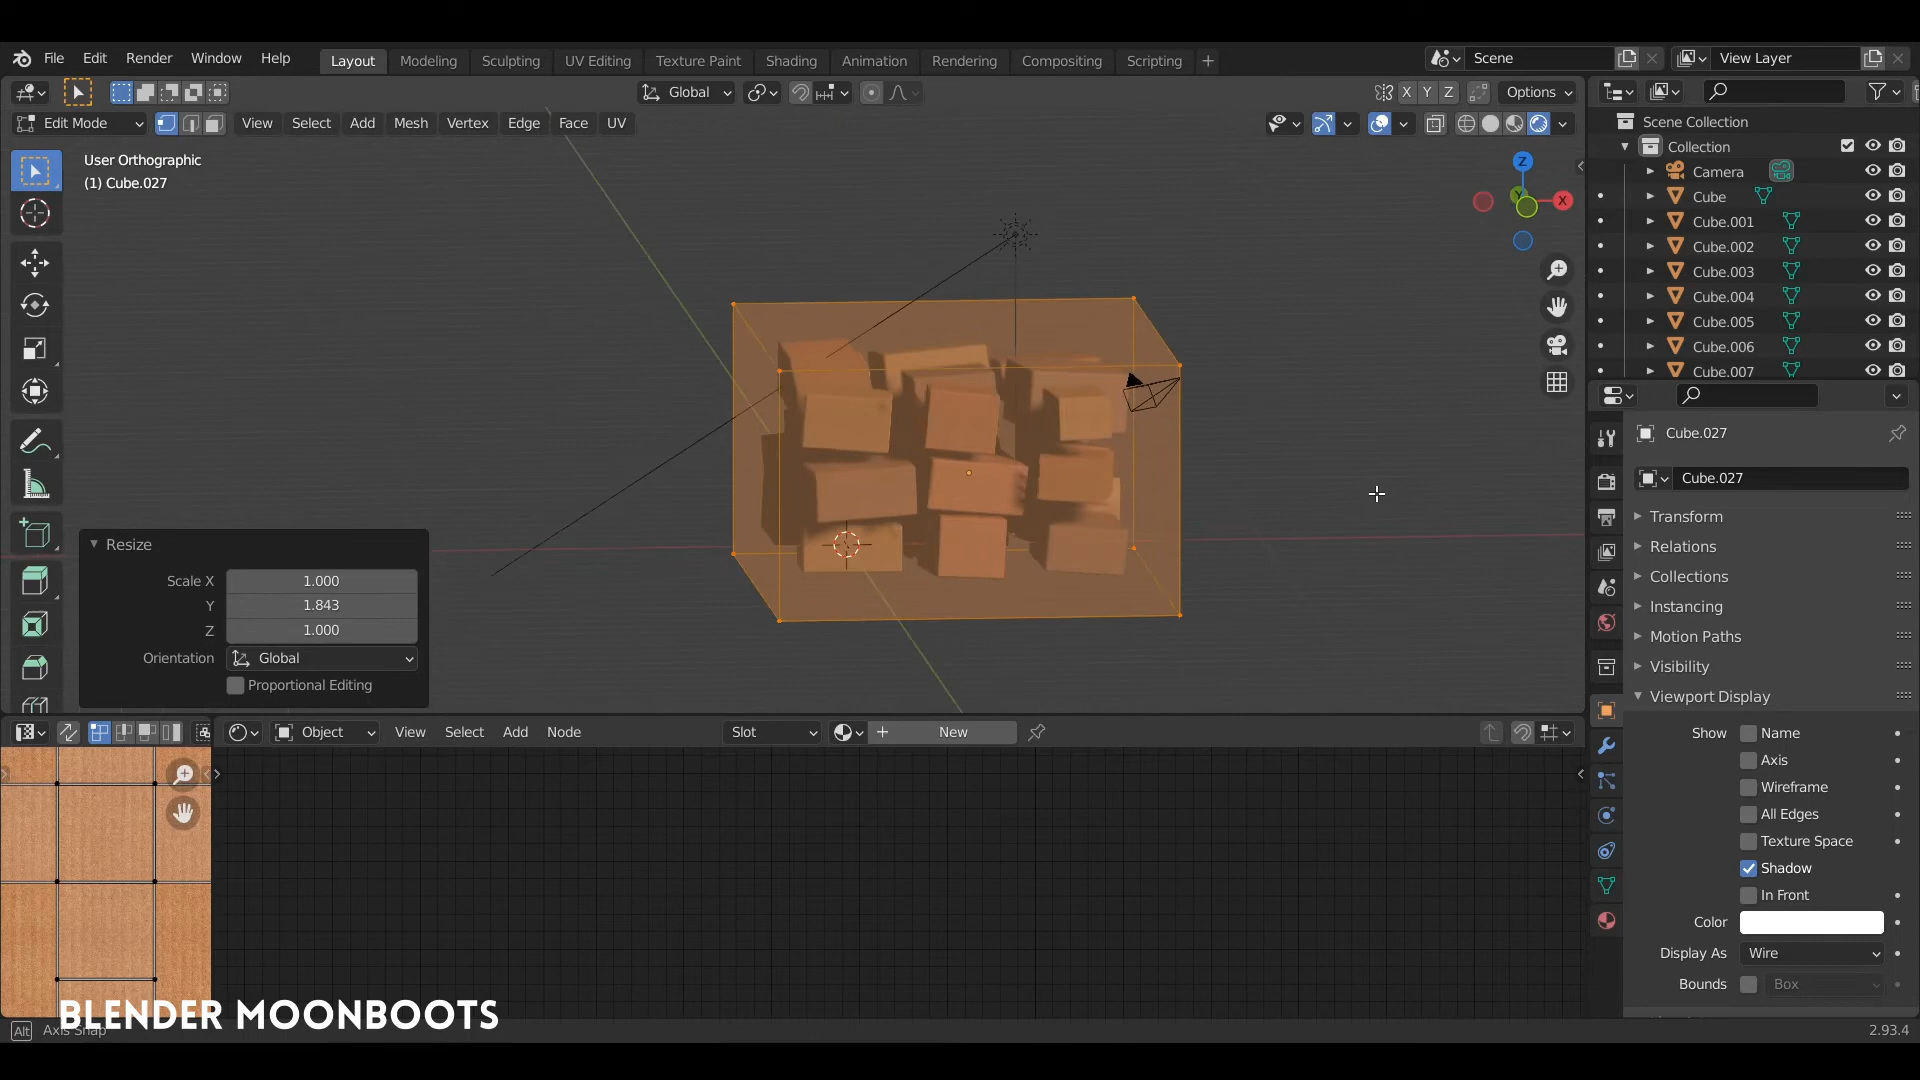 File Edit Render Window Help Layout Modeling Sculpting UV Editing Texture Paint Shading Animation Rendering Compositing Scripting + Scene View Layer
Global X Y Z Options
Edit Mode View Select Add Mesh Vertex Edge Face UV
User Orthographic
(1) Cube.027
Z
Y
X
Scene Collection
Collection
Camera
Cube
Cube.001
Cube.002
Cube.003
Cube.004
Cube.005
Cube.006
Cube.007
Cube.027
Cube.027
Transform
Relations
Collections
Instancing
Motion Paths
Visibility
Viewport Display
Show Name
Axis
Wireframe
All Edges
Texture Space
Shadow
In Front
Color
Display As Wire
Bounds Box
Resize
Scale X 1.000
Y 1.843
Z 1.000
Orientation Global
Proportional Editing
Object View Select Add Node Slot New
BLENDER MOONBOOTS
Alt Axis Snap 2.93.4